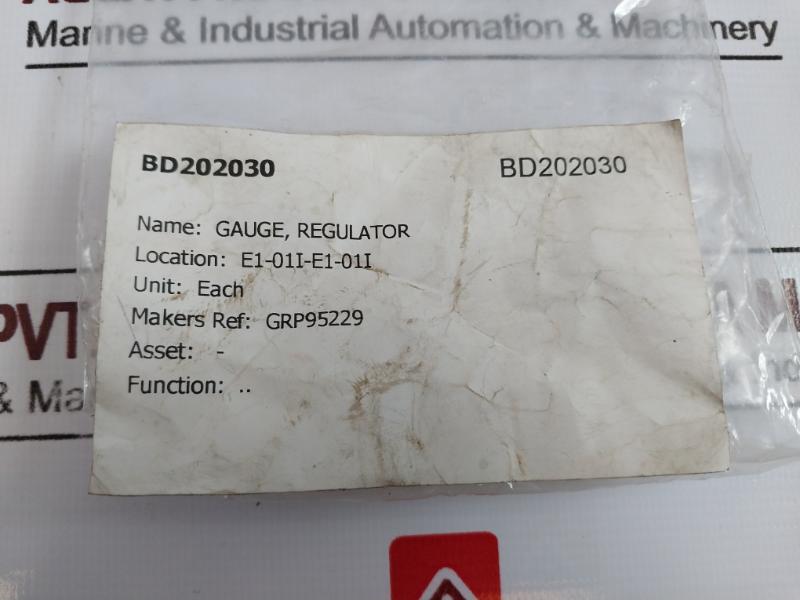 Marine & Industrial Automation & Machinery
BD202030
BD202030
Name: GAUGE, REGULATOR
Location: E1-01I-E1-01I
Unit: Each
Makers Ref: GRP95229
Asset: -
Function: ..
PVT
& Ma